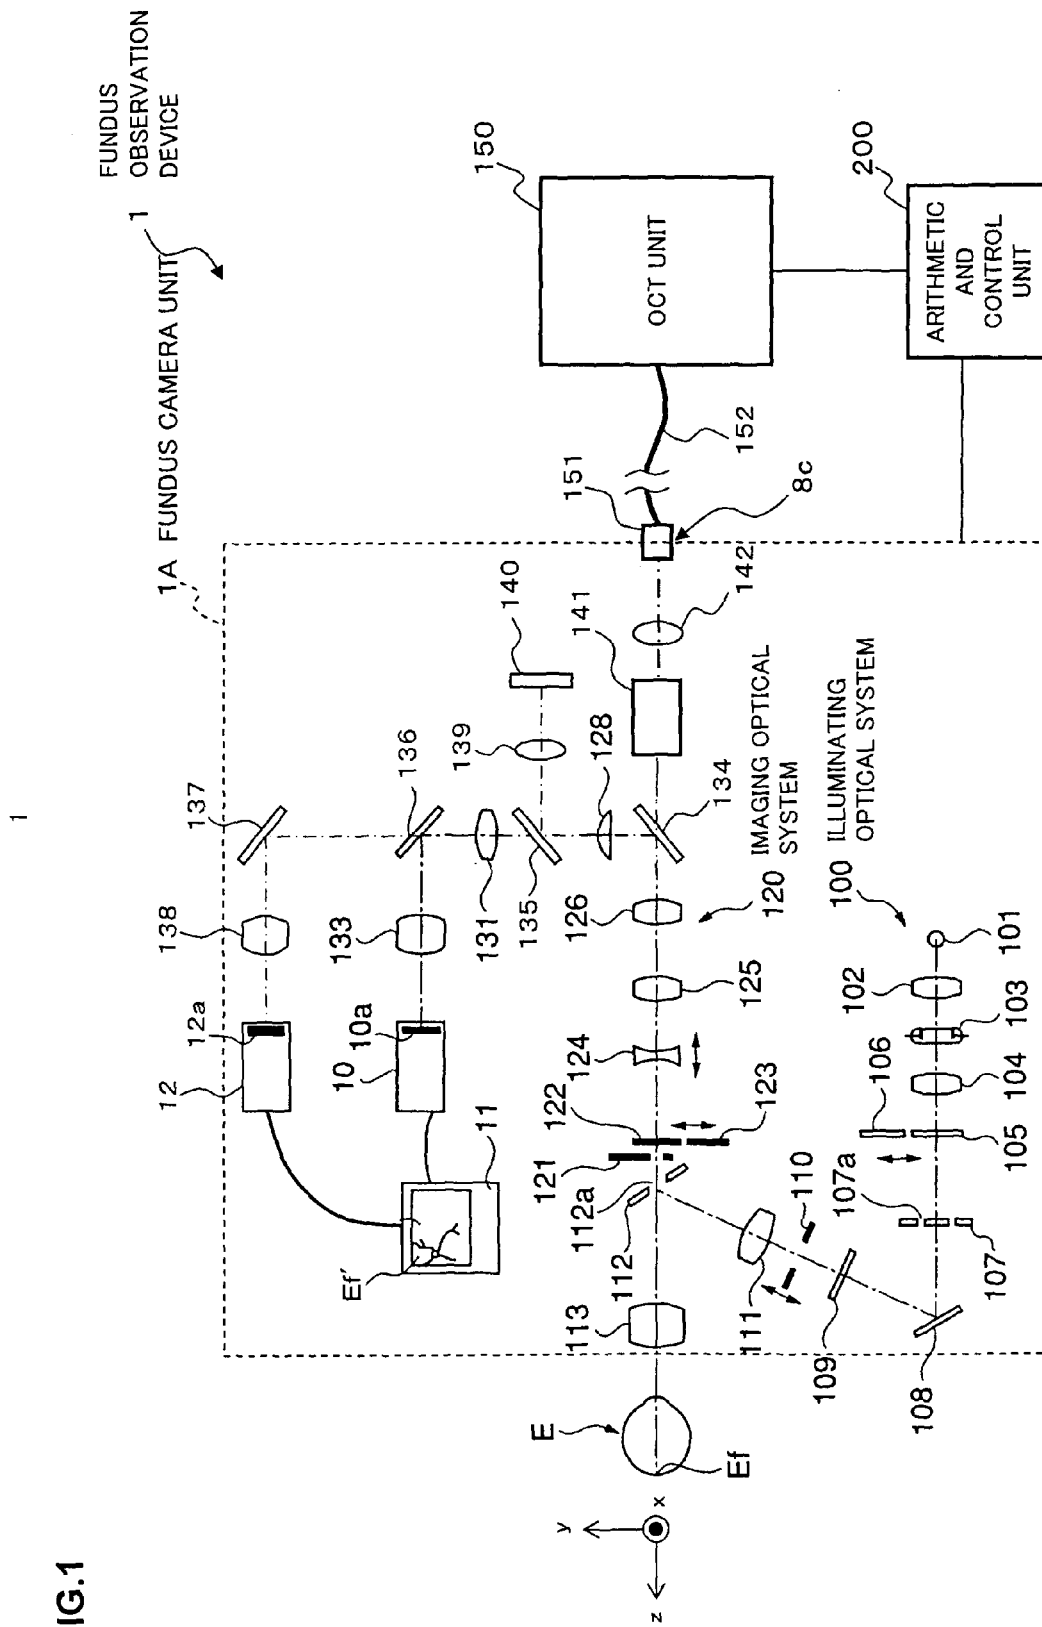 1
IG.1
FUNDUS
OBSERVATION
DEVICE
1
1A FUNDUS CAMERA UNIT
137
138
12a
12
136
133
10a
10
11
Ef'
131
135
139
140
128
141
142
151
152
8c
150
OCT UNIT
200
ARITHMETIC
AND
CONTROL
UNIT
134
IMAGING OPTICAL
SYSTEM
120
126
125
124
123
122
121
112a
112
113
E
Ef
y
x
z
ILLUMINATING
OPTICAL SYSTEM
100
101
102
103
104
106
105
107a
107
110
111
109
108